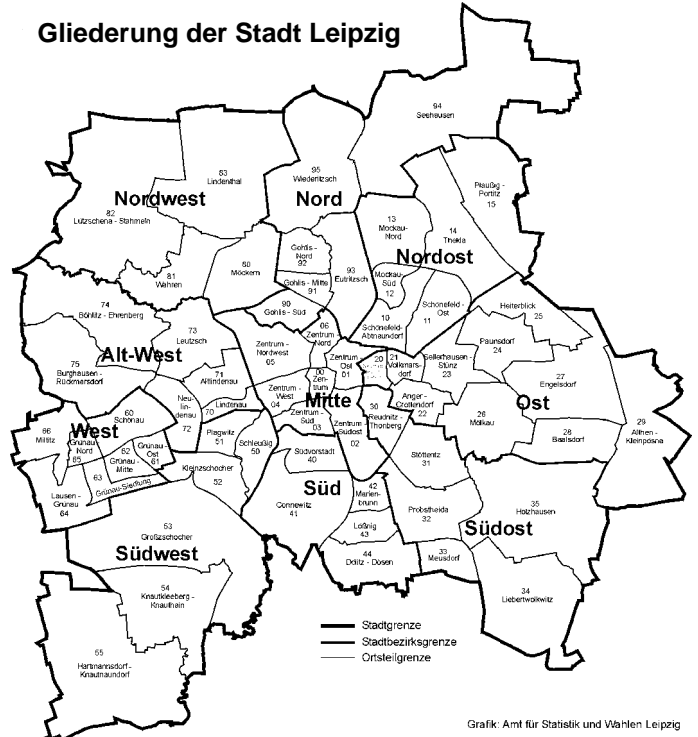 Gliederung der Stadt Leipzig
94
Seehausen
63
Lindenthal
95
Wiederitzsch
Plaußig -
Portitz
15
Nordwest
Nord
82
Lützschena - Stahmeln
13
Mockau-
Nord
14
Thekla
Nordost
81
Wahren
80
Möckern
Gohlis -
Nord
92
93
Eutritzsch
Gohlis - Mitte
91
Mockau-
Süd
12
Schönefeld -
Ost
11
Heiterblick
25
74
Böhlitz - Ehrenberg
90
Gohlis - Süd
10
Schönefeld-
Abtnaundorf
73
Leutzsch
06
Zentrum
Nord
Paunsdorf
24
Alt-West
Zentrum -
Nordwest
05
Zentrum
Ost
01
20
21
Volkmars-
dorf
Sellerhausen-
Stünz
23
27
Engelsdorf
75
Burghausen -
Rückmarsdorf
71
Altlindenau
00
Zen-
trum
Zentrum -
West
04
Mitte
Anger -
Crottendorf
22
Ost
60
Schönau
Neu-
lindenau
72
70
Lindenau
Zentrum -
Süd
03
30
Reudnitz -
Thonberg
26
Mölkau
29
Althen -
Kleinpösna
66
Miltitz
West
Grünau
Nord
65
62
Grünau-
Mitte
Grünau-
Ost
61
Plagwitz
51
Schleußig
50
Zentrum
Südost
02
28
Baalsdorf
63
Grünau-Siedlung
Kleinzschocher
52
Südvorstadt
40
Stötteritz
31
Lausen -
Grünau
64
Süd
42
Marien-
brunn
Connewitz
41
Probstheida
32
35
Holzhausen
53
Großzschocher
Lößnig
43
Südost
Südwest
44
Dölitz - Dösen
33
Meusdorf
54
Knautkleeberg -
Knauthain
34
Liebertwolkwitz
55
Hartmannsdorf -
Knautnaundorf
Stadtgrenze
Stadtbezirksgrenze
Ortsteilgrenze
Grafik: Amt für Statistik und Wahlen Leipzig